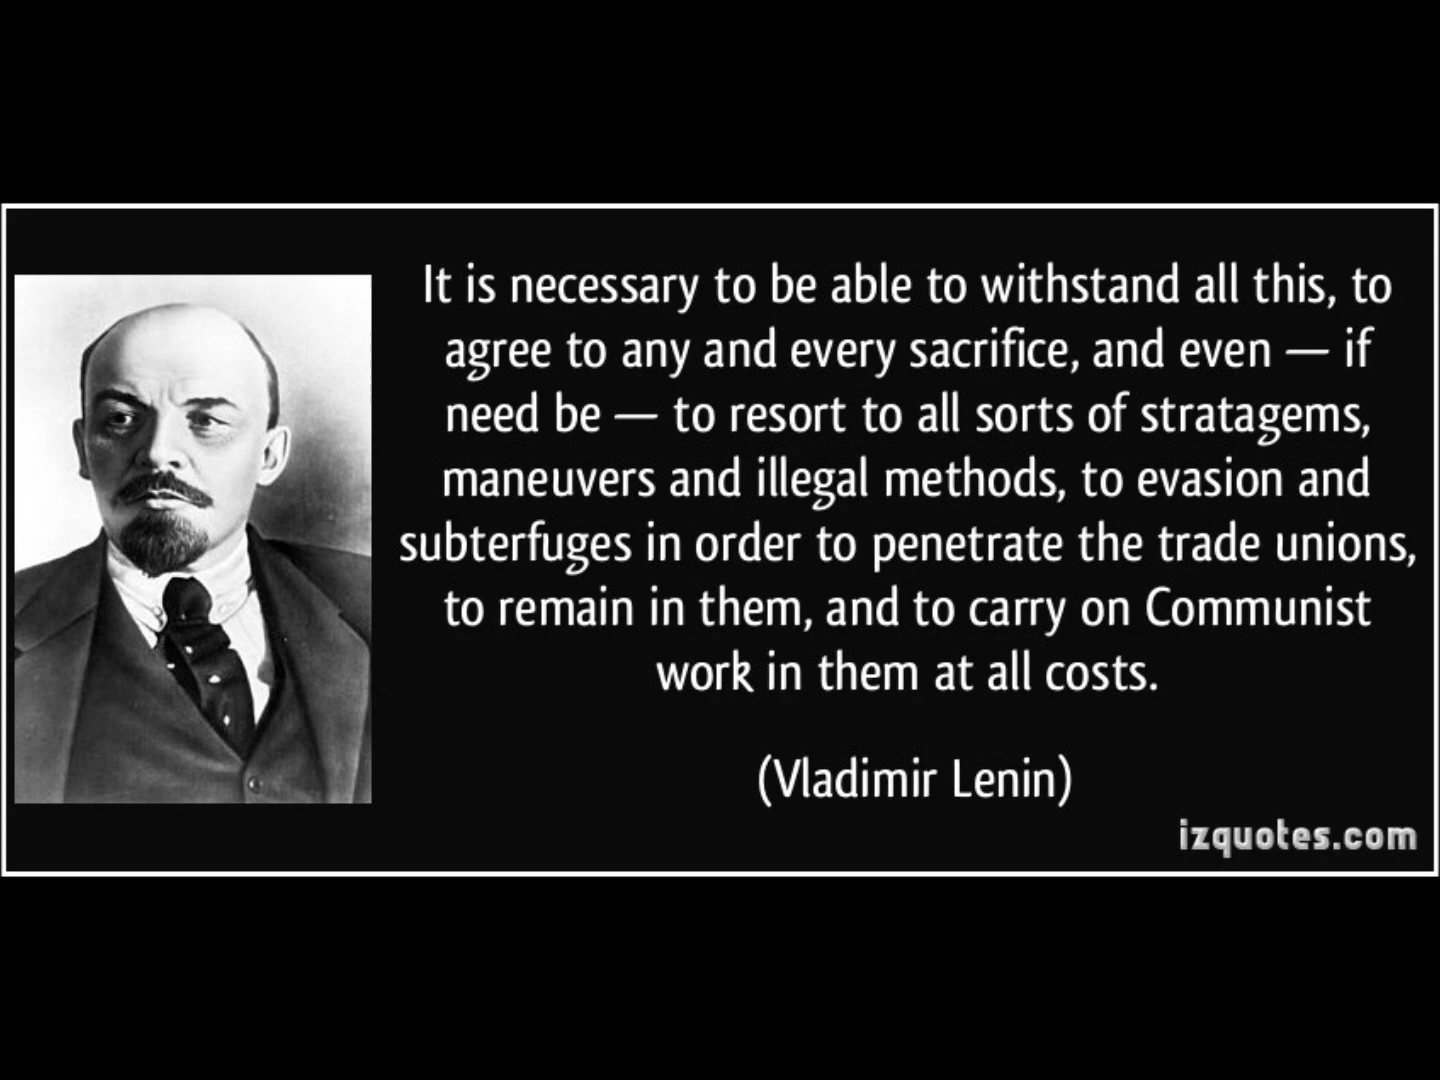 It is necessary to be able to withstand all this, to
agree to any and every sacrifice, and even — if
need be — to resort to all sorts of stratagems,
maneuvers and illegal methods, to evasion and
subterfuges in order to penetrate the trade unions,
to remain in them, and to carry on Communist
work in them at all costs.
(Vladimir Lenin)
izquotes.com